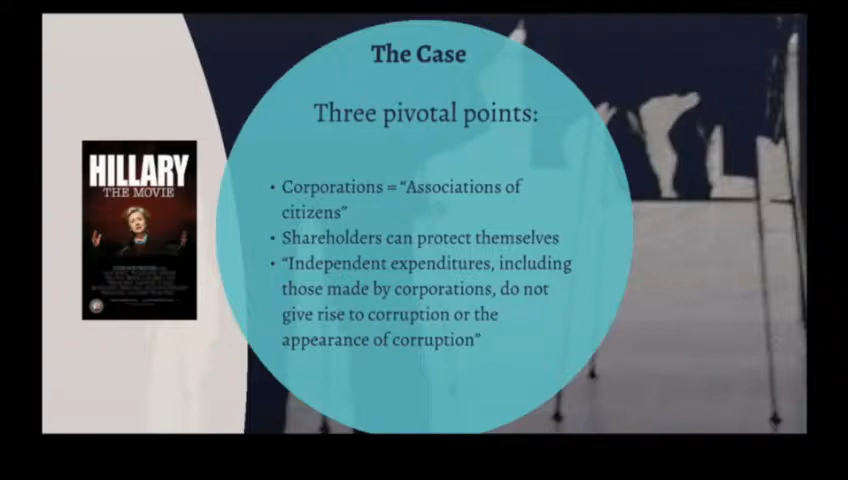 The Case
Three pivotal points:
HILLARY
THE MOVIE
• Corporations = “Associations of
citizens”
• Shareholders can protect themselves
• “Independent expenditures, including
those made by corporations, do not
give rise to corruption or the
appearance of corruption”